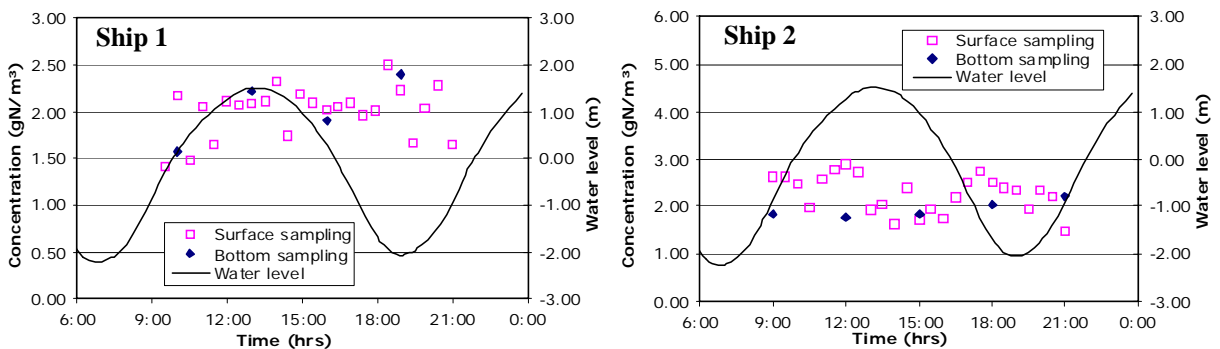 Ship 1
Concentration (gN/m³)
3.00
2.50
2.00
1.50
1.00
0.50
0.00
Surface sampling
Bottom sampling
Water level
3.00
2.00
1.00
0.00
-1.00
-2.00
-3.00
Water level (m)
6:00 9:00 12:00 15:00 18:00 21:00 0:00
Time (hrs)
Ship 2
Concentration (gN/m³)
6.00
5.00
4.00
3.00
2.00
1.00
0.00
Surface sampling
Bottom sampling
Water level
3.00
2.00
1.00
0.00
-1.00
-2.00
-3.00
Water level (m)
6:00 9:00 12:00 15:00 18:00 21:00 0:00
Time (hrs)